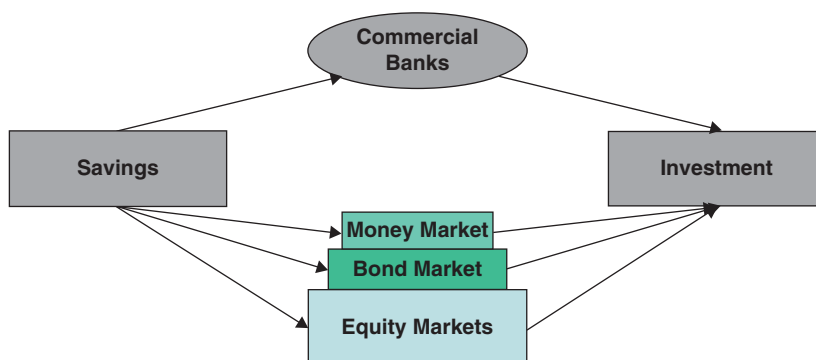 Commercial
Banks
Savings
Investment
Money Market
Bond Market
Equity Markets